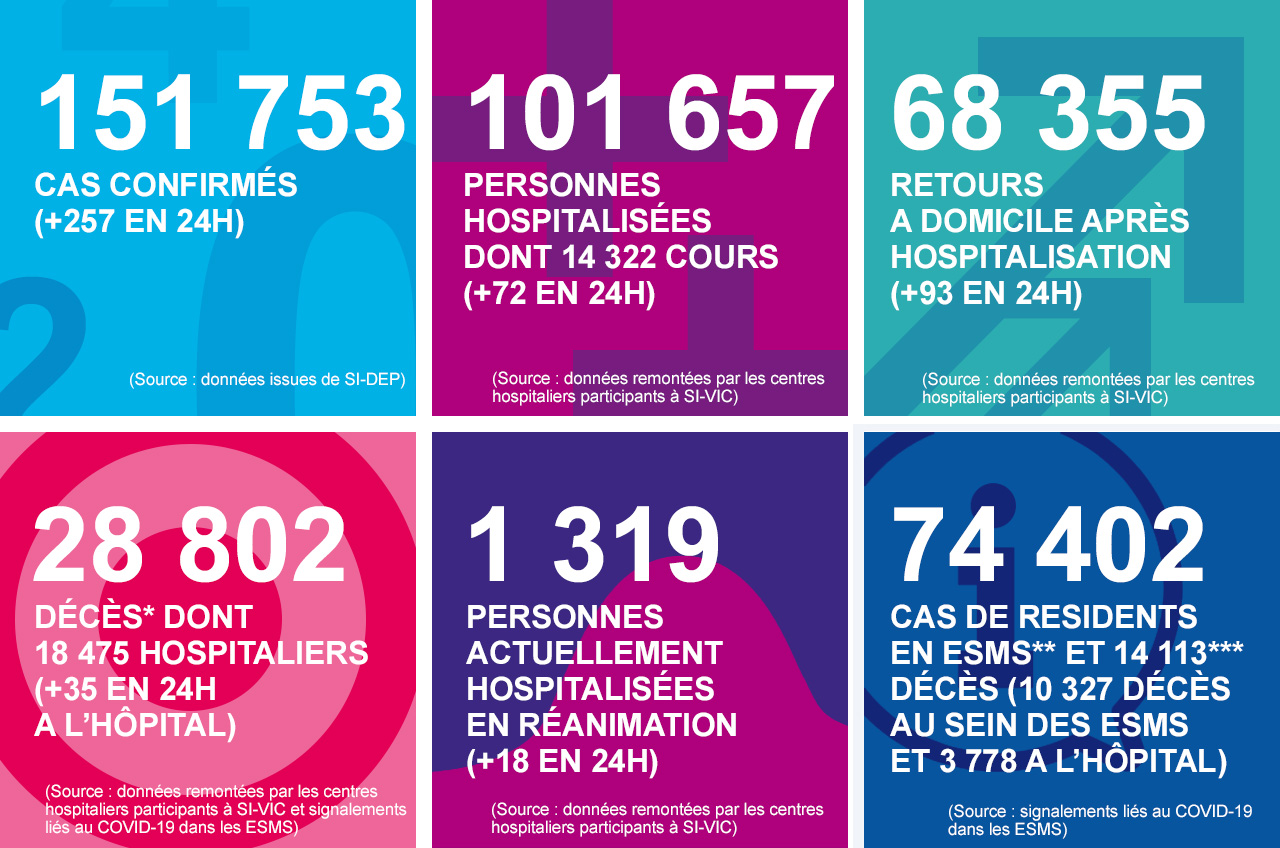 151 753
CAS CONFIRMÉS
(+257 EN 24H)
(Source : données issues de SI-DEP)
101 657
PERSONNES
HOSPITALISÉES
DONT 14 322 COURS
(+72 EN 24H)
(Source : données remontées par les centres
hospitaliers participants à SI-VIC)
68 355
RETOURS
A DOMICILE APRÈS
HOSPITALISATION
(+93 EN 24H)
(Source : données remontées par les centres
hospitaliers participants à SI-VIC)
28 802
DÉCÈS* DONT
18 475 HOSPITALIERS
(+35 EN 24H
A L’HÔPITAL)
(Source : données remontées par les centres
hospitaliers participants à SI-VIC et signalements
liés au COVID-19 dans les ESMS)
1 319
PERSONNES
ACTUELLEMENT
HOSPITALISÉES
EN RÉANIMATION
(+18 EN 24H)
(Source : données remontées par les centres
hospitaliers participants à SI-VIC)
74 402
CAS DE RESIDENTS
EN ESMS** ET 14 113***
DÉCÈS (10 327 DÉCÈS
AU SEIN DES ESMS
ET 3 778 A L’HÔPITAL)
(Source : signalements liés au COVID-19
dans les ESMS)